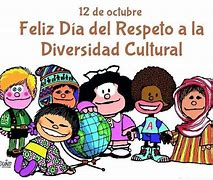 12 de octubre
Feliz Día del Respeto a la
Diversidad Cultural
A